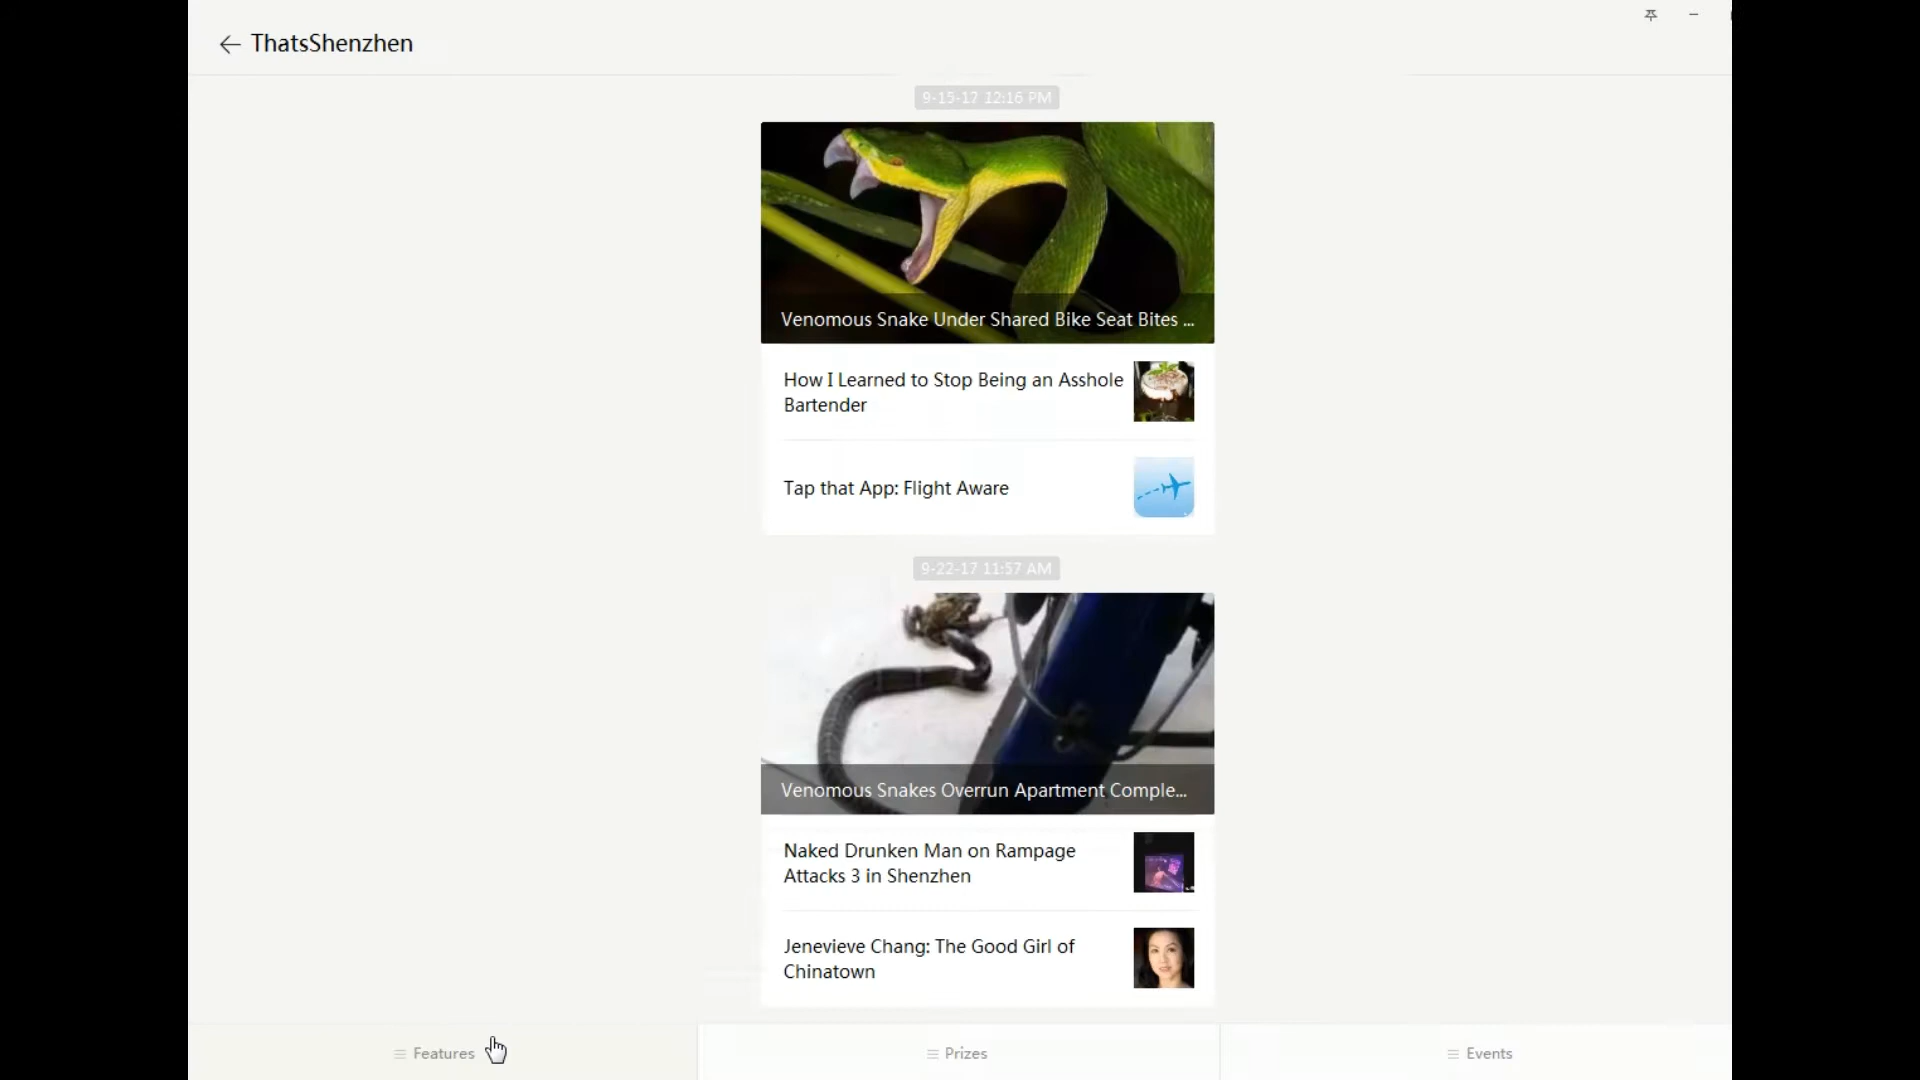 ThatsShenzhen
9-15-17 12:16 PM
Venomous Snake Under Shared Bike Seat Bites ...
How I Learned to Stop Being an Asshole
Bartender
Tap that App: Flight Aware
9-22-17 11:57 AM
Venomous Snakes Overrun Apartment Comple...
Naked Drunken Man on Rampage
Attacks 3 in Shenzhen
Jenevieve Chang: The Good Girl of
Chinatown
Features
Prizes
Events